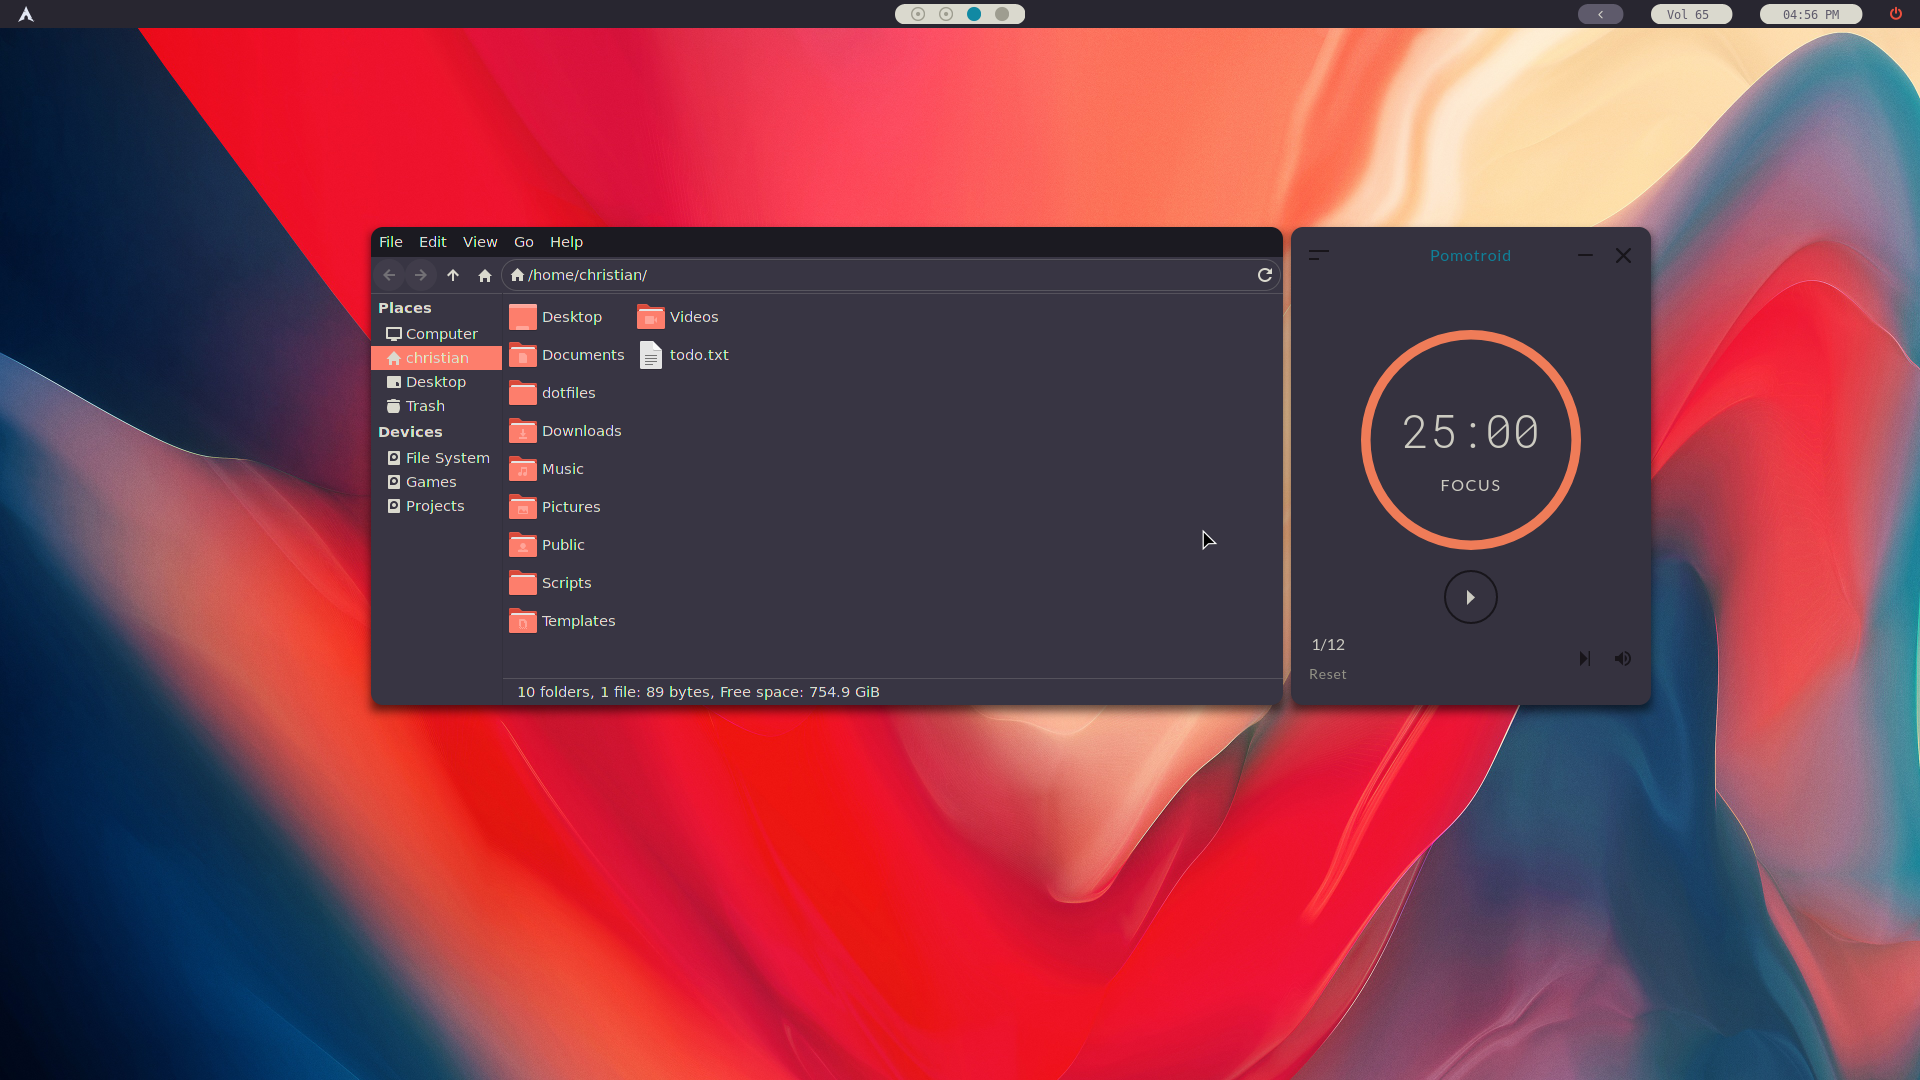 Vol 65
04:56 PM
File Edit View Go Help
/home/christian/
Places
Computer
christian
Desktop
Trash
Devices
File System
Games
Projects
Desktop
Documents
dotfiles
Downloads
Music
Pictures
Public
Scripts
Templates
Videos
todo.txt
10 folders, 1 file: 89 bytes, Free space: 754.9 GiB
Pomotroid
25:00
FOCUS
1/12
Reset